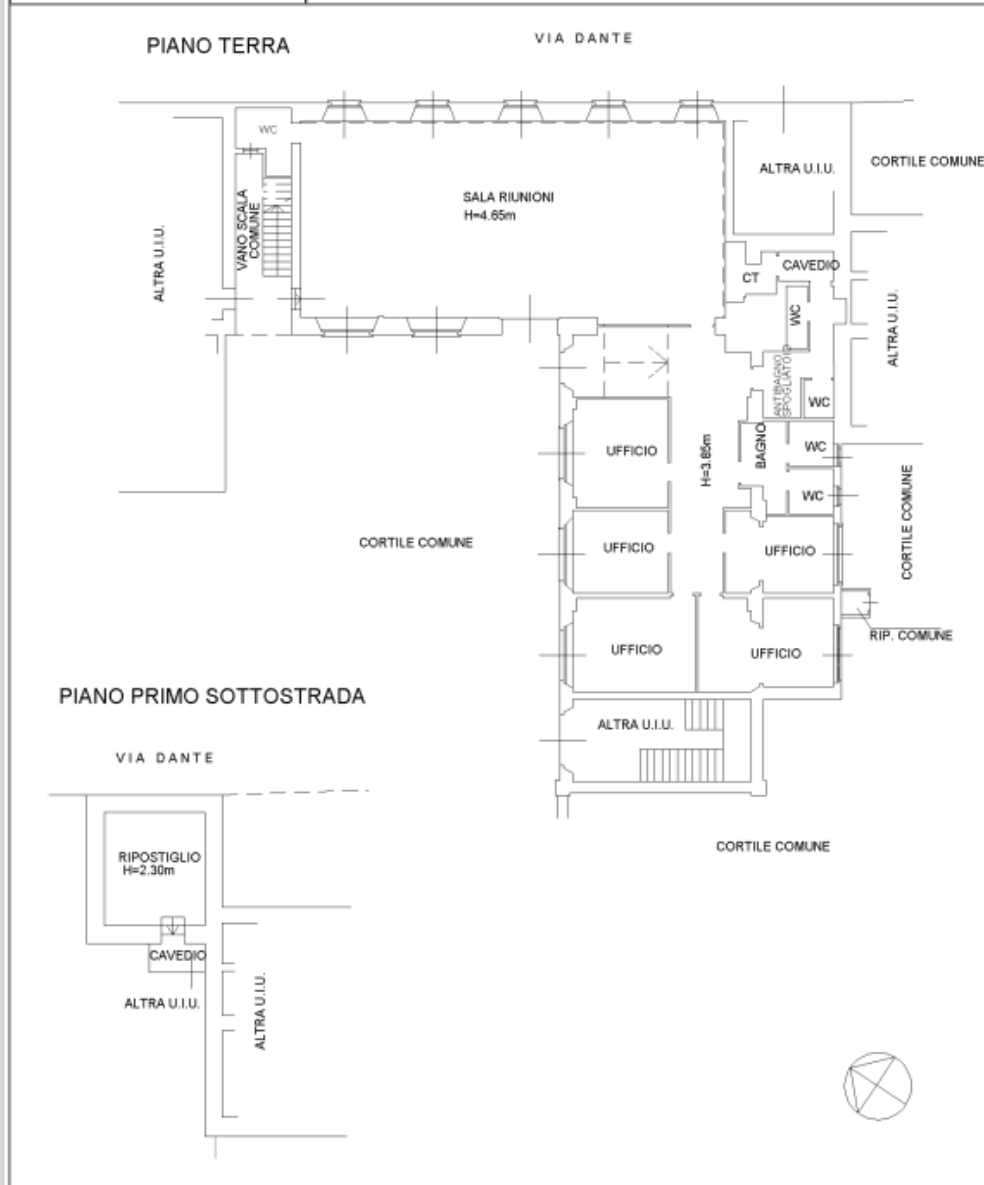 PIANO TERRA
VIA DANTE
WC
ALTRA U.I.U.
CORTILE COMUNE
SALA RIUNIONI
H=4.65m
VANO SCALA
COMUNE
ALTRA U.I.U.
CT
CAVEDIO
WC
ALTRA U.I.U.
ANTIBAGNO
SPOGLIATOIO
WC
UFFICIO
H=3.85m
BAGNO
WC
WC
CORTILE COMUNE
CORTILE COMUNE
UFFICIO
UFFICIO
RIP. COMUNE
UFFICIO
UFFICIO
PIANO PRIMO SOTTOSTRADA
ALTRA U.I.U.
VIA DANTE
CORTILE COMUNE
RIPOSTIGLIO
H=2.30m
CAVEDIO
ALTRA U.I.U.
ALTRA U.I.U.